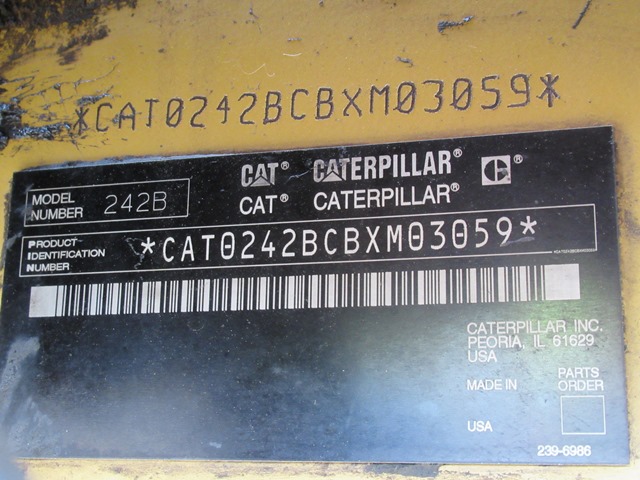 *CAT0242BCBXM03059*
CAT® CATERPILLAR® C®
CAT® CATERPILLAR®
MODEL NUMBER 242B
PRODUCT IDENTIFICATION NUMBER *CAT0242BCBXM03059*
CATERPILLAR INC.
PEORIA, IL 61629
USA
MADE IN
PARTS ORDER
USA
239-6986